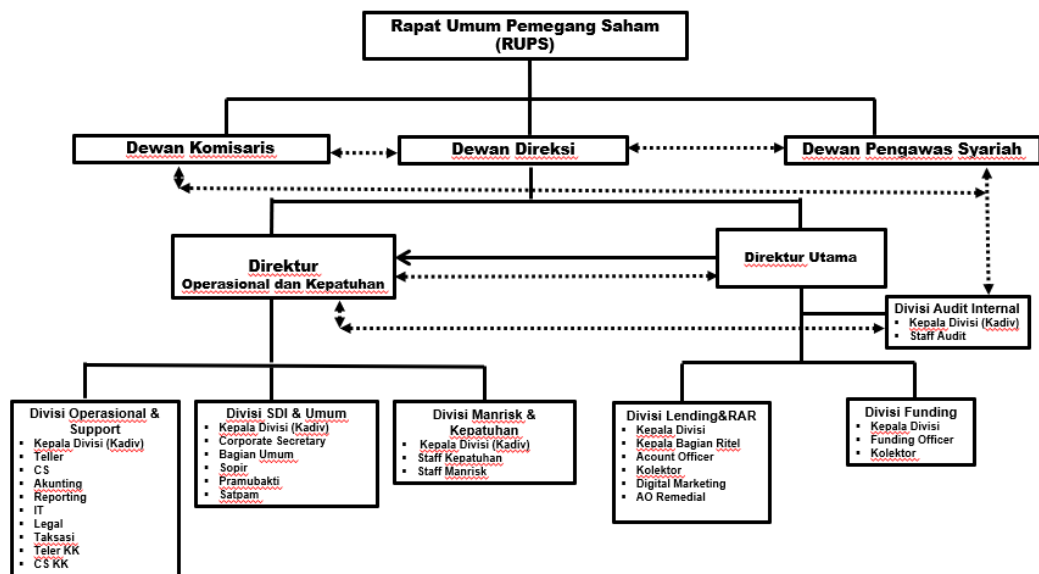 Rapat Umum Pemegang Saham
(RUPS)
Dewan Komisaris
Dewan Direksi
Dewan Pengawas Syariah
Direktur
Operasional dan Kepatuhan
Direktur Utama
Divisi Audit Internal
▪ Kepala Divisi (Kadiv)
▪ Staff Audit
Divisi Operasional &
Support
▪ Kepala Divisi (Kadiv)
▪ Teller
▪ CS
▪ Akunting
▪ Reporting
▪ IT
▪ Legal
▪ Taksasi
▪ Teler KK
▪ CS KK
Divisi SDI & Umum
▪ Kepala Divisi (Kadiv)
▪ Corporate Secretary
▪ Bagian Umum
▪ Sopir
▪ Pramubakti
▪ Satpam
Divisi Manrisk &
Kepatuhan
▪ Kepala Divisi (Kadiv)
▪ Staff Kepatuhan
▪ Staff Manrisk
Divisi Lending&RAR
▪ Kepala Divisi
▪ Kepala Bagian Ritel
▪ Acount Officer
▪ Kolektor
▪ Digital Marketing
▪ AO Remedial
Divisi Funding
▪ Kepala Divisi
▪ Funding Officer
▪ Kolektor